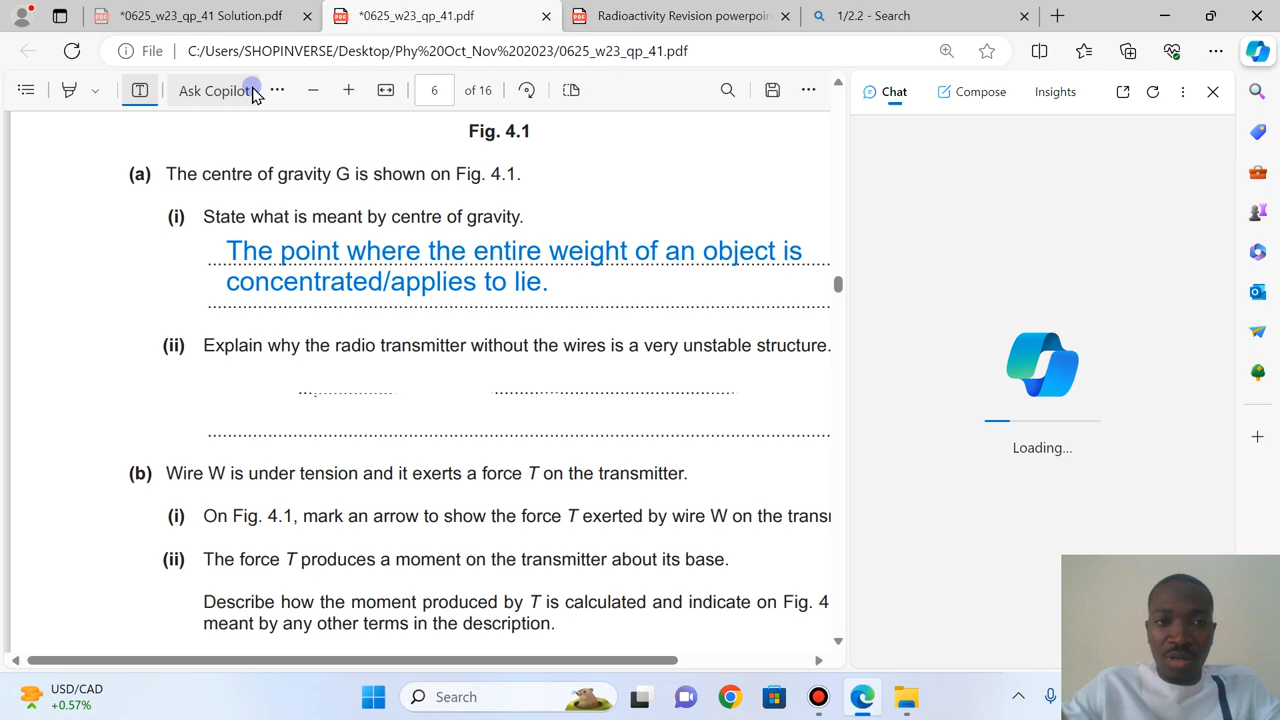 *0625_w23_qp_41 Solution.pdf
*0625_w23_qp_41.pdf
Radioactivity Revision powerpoin
1/2.2 - Search
File
C:/Users/SHOPINVERSE/Desktop/Phy%20Oct_Nov%202023/0625_w23_qp_41.pdf
Ask Copilot
6
of 16
Chat
Compose
Insights
Fig. 4.1
(a) The centre of gravity G is shown on Fig. 4.1.
(i) State what is meant by centre of gravity.
The point where the entire weight of an object is
concentrated/applies to lie.
(ii) Explain why the radio transmitter without the wires is a very unstable structure.
(b) Wire W is under tension and it exerts a force T on the transmitter.
(i) On Fig. 4.1, mark an arrow to show the force T exerted by wire W on the transm
(ii) The force T produces a moment on the transmitter about its base.
Describe how the moment produced by T is calculated and indicate on Fig. 4
meant by any other terms in the description.
Loading...
USD/CAD
+0.57%
Search